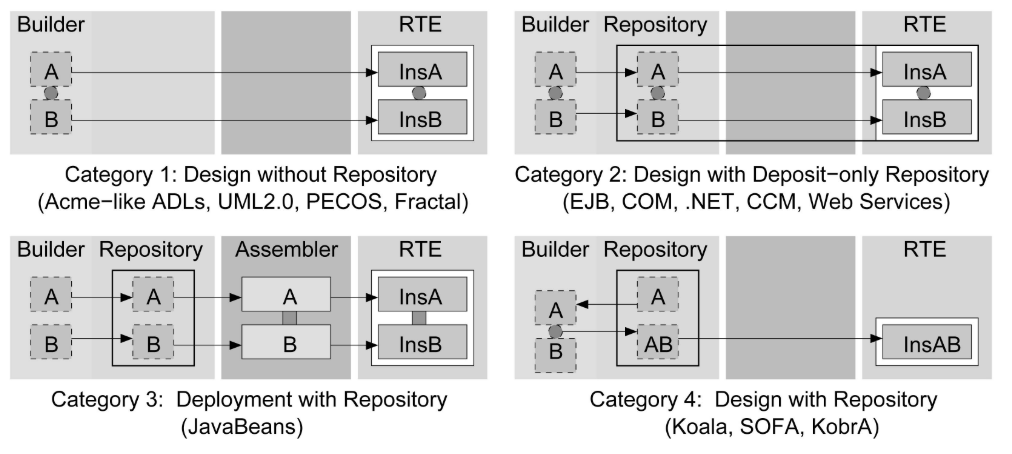 Builder RTE
A InsA
B InsB
Category 1: Design without Repository
(Acme−like ADLs, UML2.0, PECOS, Fractal)
Builder Repository RTE
A A InsA
B B InsB
Category 2: Design with Deposit−only Repository
(EJB, COM, .NET, CCM, Web Services)
Builder Repository Assembler RTE
A A A InsA
B B B InsB
Category 3: Deployment with Repository
(JavaBeans)
Builder Repository RTE
A A
B AB InsAB
Category 4: Design with Repository
(Koala, SOFA, KobrA)